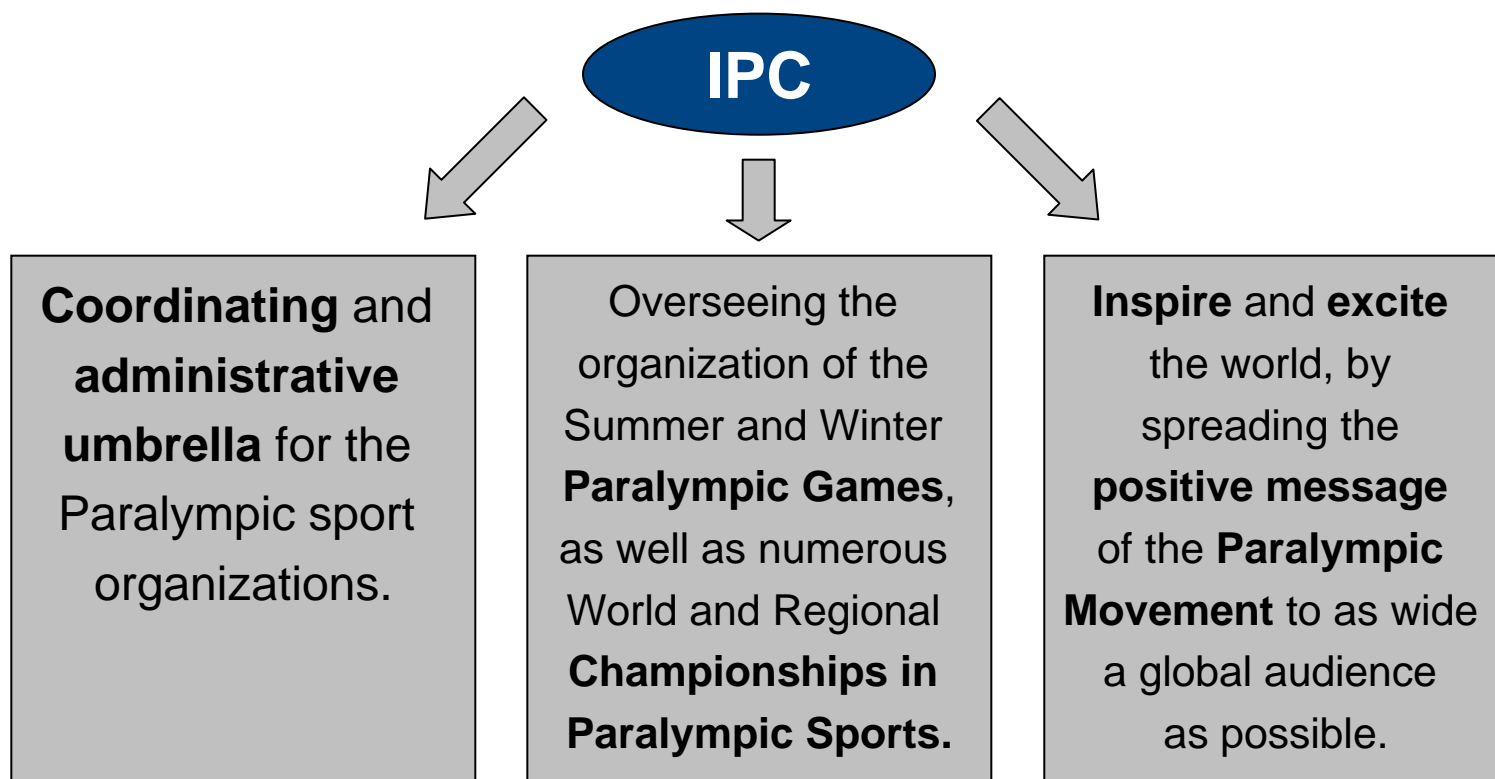 IPC
Coordinating and
administrative
umbrella for the
Paralympic sport
organizations.
Overseeing the
organization of the
Summer and Winter
Paralympic Games,
as well as numerous
World and Regional
Championships in
Paralympic Sports.
Inspire and excite
the world, by
spreading the
positive message
of the Paralympic
Movement to as wide
a global audience
as possible.